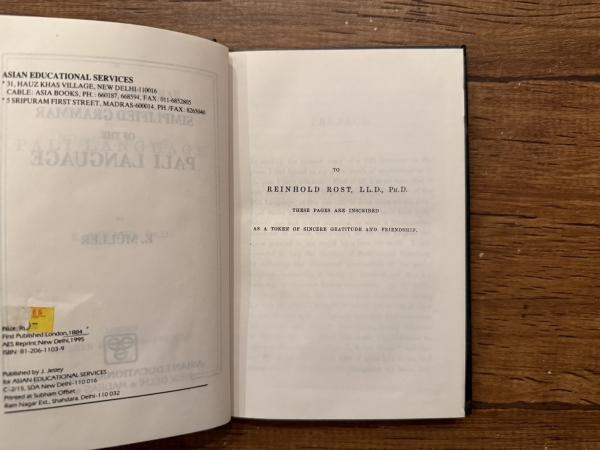 ASIAN EDUCATIONAL SERVICES
* 31, HAUZ KHAS VILLAGE, NEW DELHI-110016
CABLE: ASIA BOOKS, PH.: 660187, 668594, FAX: 011-6852805
* 5 SRIPURAM FIRST STREET, MADRAS-600014, PH./FAX: 8265040
SIMPLIFIED GRAMMAR
OF THE
PALI LANGUAGE
E. MÜLLER
Price: Rs.
First Published London, 1884
AES Reprint: New Delhi, 1995
ISBN: 81-206-1103-9
Published by J. Jetley
for ASIAN EDUCATIONAL SERVICES
C-2/15, SDA New Delhi-110 016
Printed at Subham Offset
Ram Nagar Ext., Shahdara, Delhi-110 032
TO
REINHOLD ROST, LL.D., PH.D.
THESE PAGES ARE INSCRIBED
AS A TOKEN OF SINCERE GRATITUDE AND FRIENDSHIP.